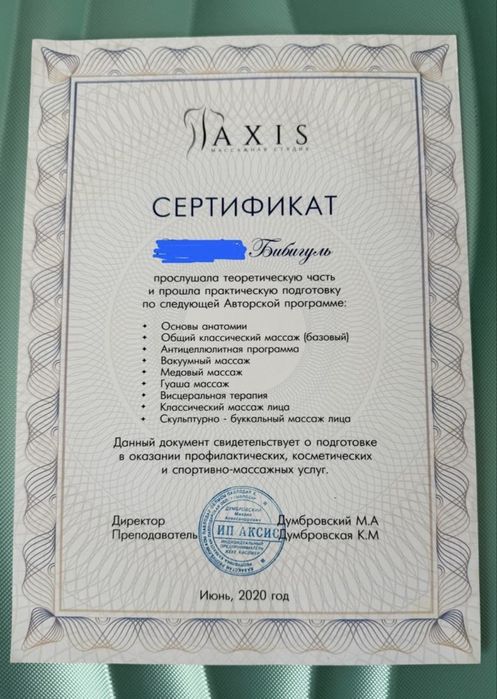 AXIS
МАССАЖНАЯ СТУДИЯ
СЕРТИФИКАТ
Бибигуль
прослушала теоретическую часть
и прошла практическую подготовку
по следующей Авторской программе:
Основы анатомии
Общий классический массаж (базовый)
Антицеллюлитная программа
Вакуумный массаж
Медовый массаж
Гуаша массаж
Висцеральная терапия
Классический массаж лица
Скульптурно - буккальный массаж лица
Данный документ свидетельствует о подготовке
в оказании профилактических, косметических
и спортивно-массажных услуг.
Директор Думбровский М.А
Преподаватель Думбровская К.М
ДУМБРОВСКИЙ
ИП АКСИС
ИНДИВИДУАЛЬНЫЙ
ПРЕДПРИНИМАТЕЛЬ
Июнь, 2020 год